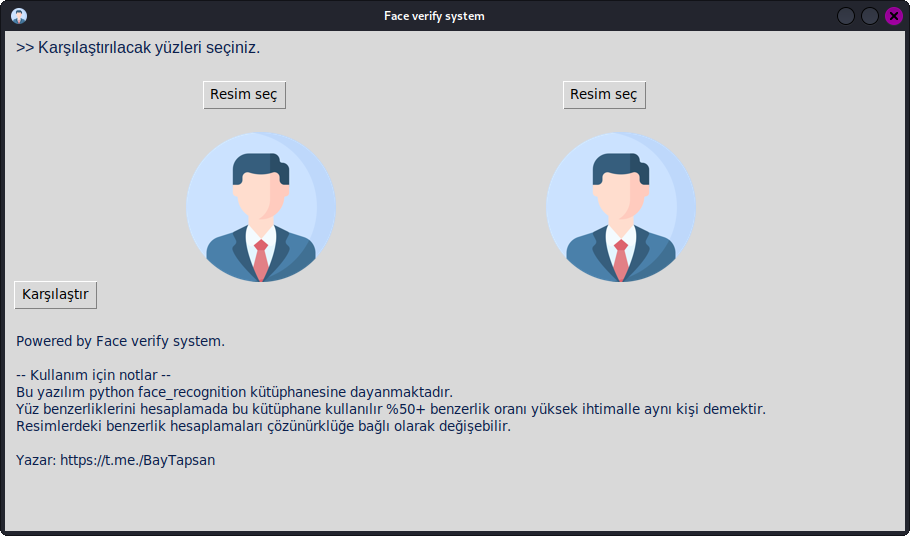 Face verify system
>> Karşılaştırılacak yüzleri seçiniz.
Resim seç Resim seç
Karşılaştır
Powered by Face verify system.
-- Kullanım için notlar --
Bu yazılım python face_recognition kütüphanesine dayanmaktadır.
Yüz benzerliklerini hesaplamada bu kütüphane kullanılır %50+ benzerlik oranı yüksek ihtimalle aynı kişi demektir.
Resimlerdeki benzerlik hesaplamaları çözünürklüğe bağlı olarak değişebilir.
Yazar: https://t.me./BayTapsan